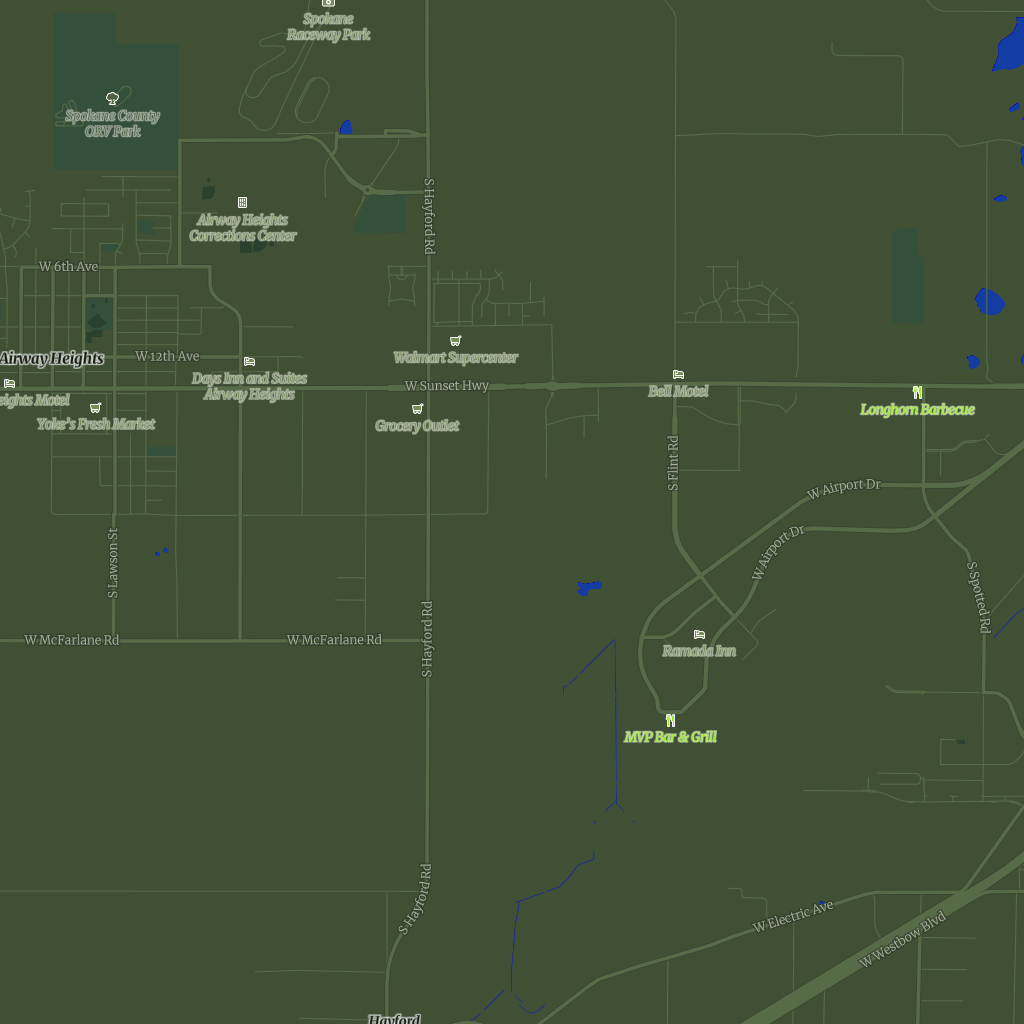 Spokane
Raceway Park
Spokane County
ORV Park
S Hayford Rd
Airway Heights
Corrections Center
W 6th Ave
Walmart Supercenter
W 12th Ave
Airway Heights
Days Inn and Suites
Airway Heights
W Sunset Hwy
Bell Motel
eights Motel
Longhorn Barbecue
Yoke's Fresh Market
Grocery Outlet
S Flint Rd
W Airport Dr
W Airport Dr
S Lawson St
S Spotted Rd
W McFarlane Rd
W McFarlane Rd
S Hayford Rd
Ramada Inn
MVP Bar & Grill
S Hayford Rd
W Electric Ave
W Westbow Blvd
Hayford